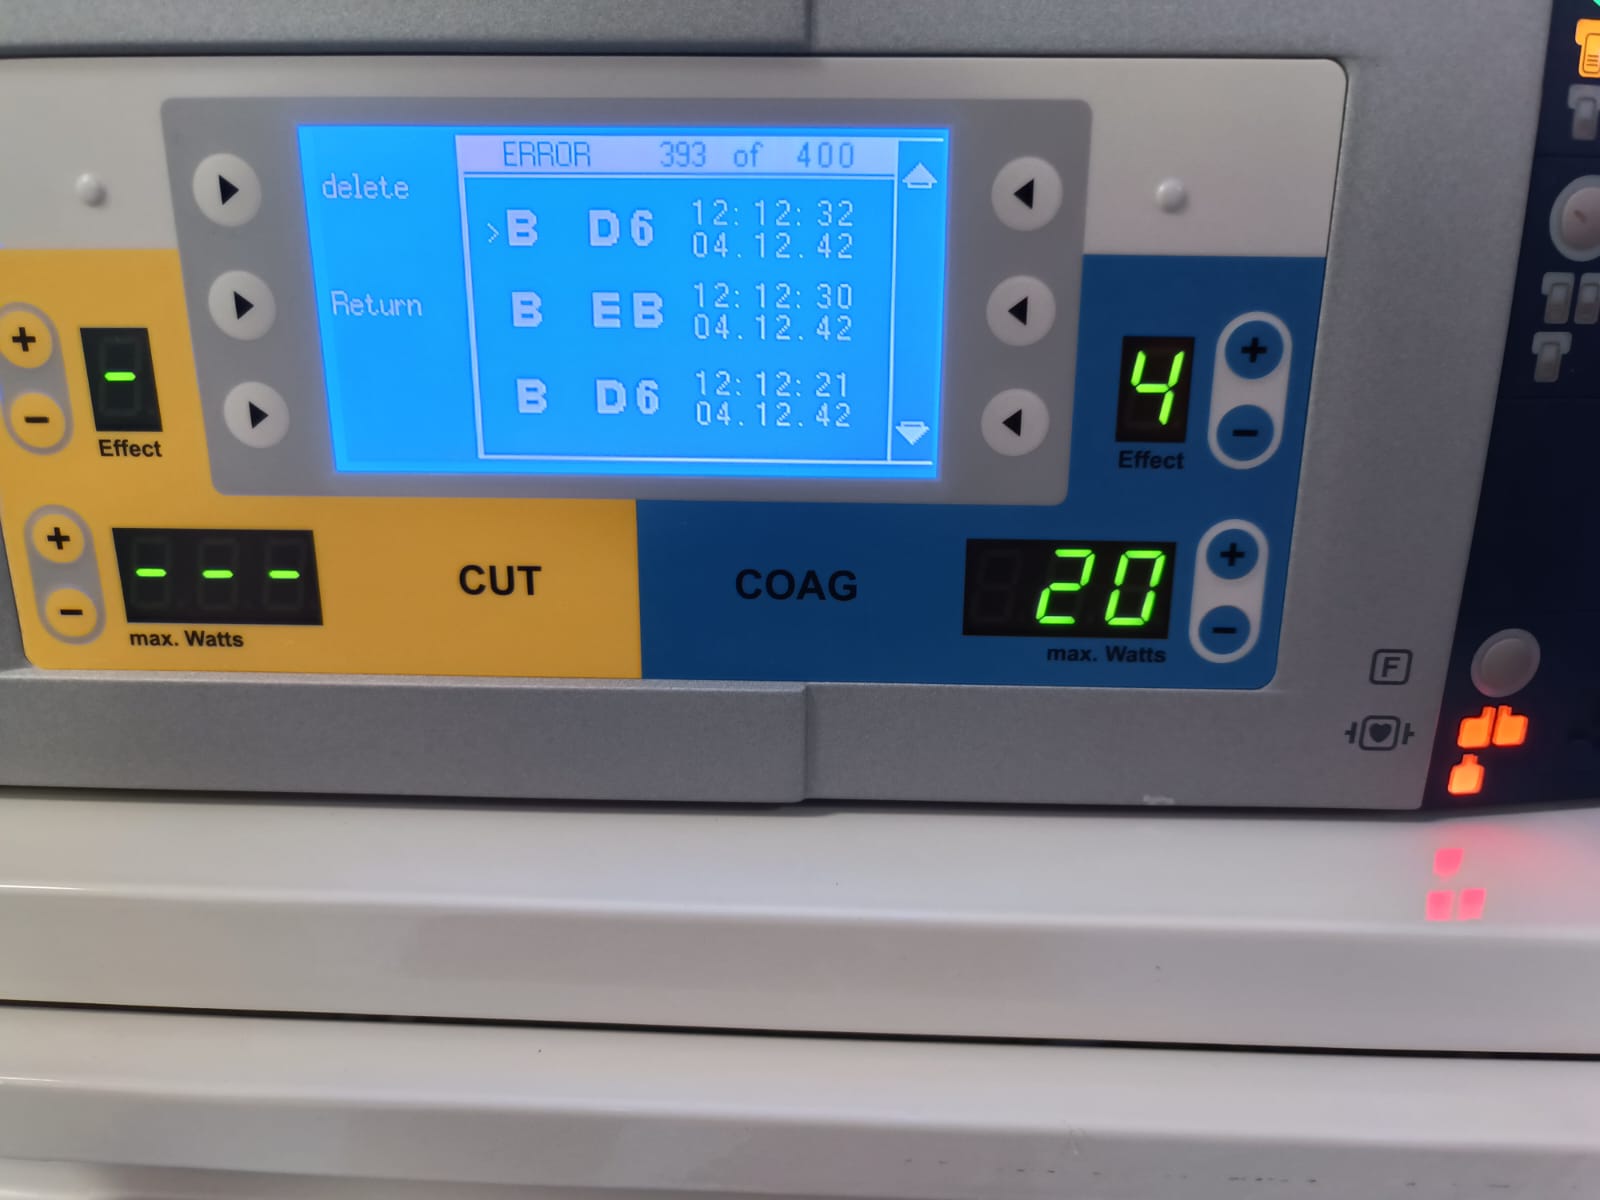 ERROR 393 of 400
delete
>B D6 12:12:32
04.12.42
Return
B EB 12:12:30
04.12.42
B D6 12:12:21
04.12.42
+
-
-
Effect
4
+
-
Effect
+
-
---
max. Watts
CUT
COAG
20
max. Watts
+
-
F